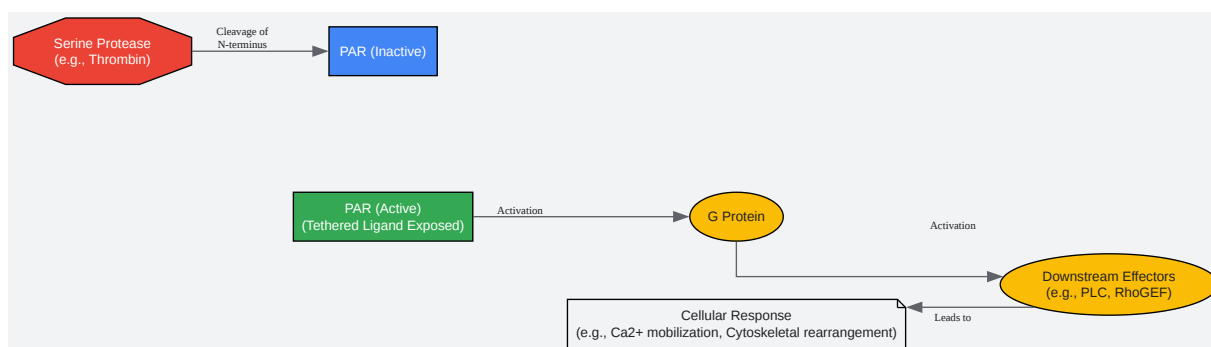 Serine Protease
(e.g., Thrombin)
Cleavage of
N-terminus
PAR (Inactive)
PAR (Active)
(Tethered Ligand Exposed)
Activation
G Protein
Activation
Downstream Effectors
(e.g., PLC, RhoGEF)
Leads to
Cellular Response
(e.g., Ca2+ mobilization, Cytoskeletal rearrangement)